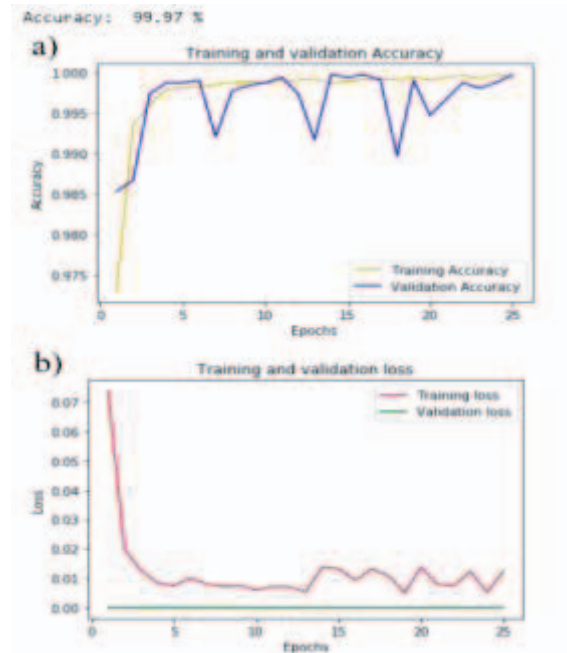 Accuracy: 99.97 %
a)
Training and validation Accuracy
1.000
0.995
0.990
0.985
0.980
0.975
Accuracy
Training Accuracy
Validation Accuracy
0 5 10 15 20 25
Epochs
b)
Training and validation loss
0.07
0.06
0.05
0.04
0.03
0.02
0.01
0.00
Loss
Training loss
Validation loss
0 5 10 15 20 25
Epochs